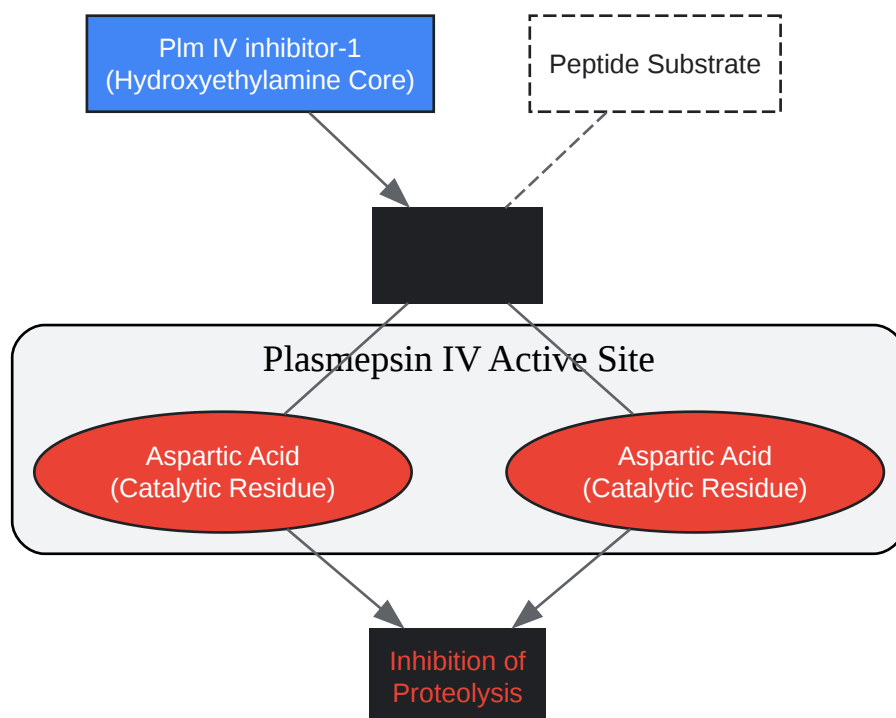 Plm IV inhibitor-1
(Hydroxyethylamine Core)
Peptide Substrate
Plasmepsin IV Active Site
Aspartic Acid
(Catalytic Residue)
Aspartic Acid
(Catalytic Residue)
Inhibition of
Proteolysis